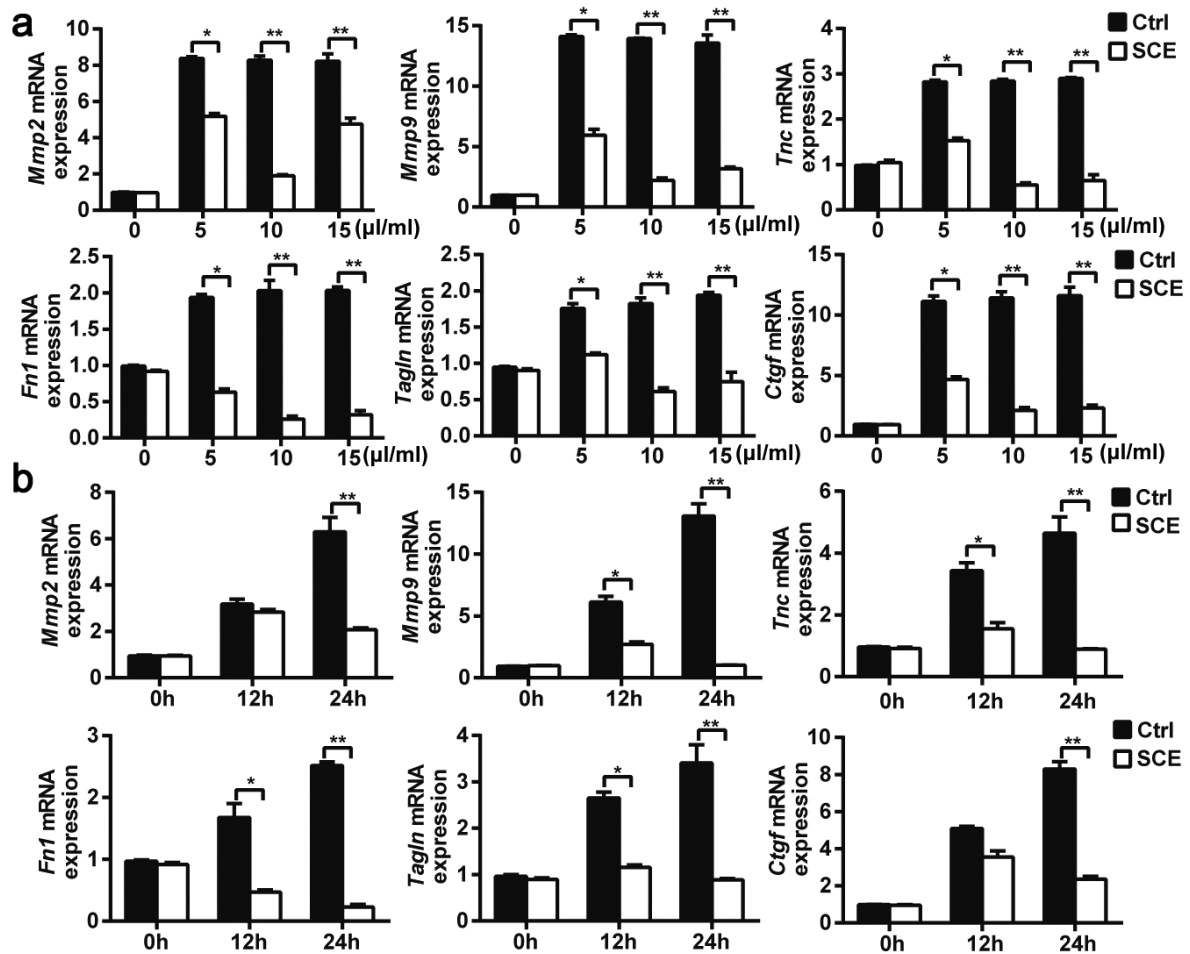 a
Mmp2 mRNA
expression
10
8
6
4
2
0
*
**
**
0 5 10 15 (µl/ml)
Mmp9 mRNA
expression
15
10
5
0
*
**
**
0 5 10 15 (µl/ml)
Tnc mRNA
expression
4
3
2
1
0
*
**
**
0 5 10 15 (µl/ml)
Ctrl
SCE
Fn1 mRNA
expression
2.5
2.0
1.5
1.0
0.5
0.0
*
**
**
0 5 10 15 (µl/ml)
Tagln mRNA
expression
2.5
2.0
1.5
1.0
0.5
0.0
*
**
**
0 5 10 15 (µl/ml)
Ctgf mRNA
expression
15
10
5
0
*
**
**
0 5 10 15 (µl/ml)
Ctrl
SCE
b
Mmp2 mRNA
expression
8
6
4
2
0
**
0h 12h 24h
Mmp9 mRNA
expression
15
10
5
0
*
**
0h 12h 24h
Tnc mRNA
expression
6
4
2
0
*
**
0h 12h 24h
Ctrl
SCE
Fn1 mRNA
expression
3
2
1
0
*
**
0h 12h 24h
Tagln mRNA
expression
4
3
2
1
0
*
**
0h 12h 24h
Ctgf mRNA
expression
10
8
6
4
2
0
**
0h 12h 24h
Ctrl
SCE